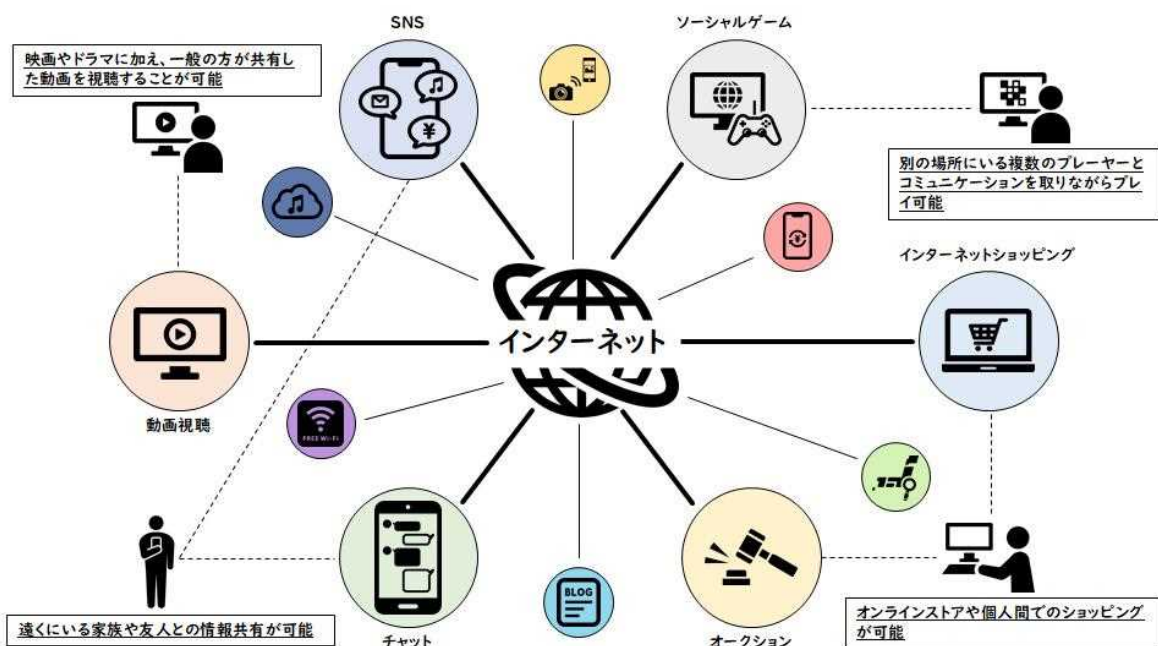 SNS
ソーシャルゲーム
映画やドラマに加え、一般の方が共有し
た動画を視聴することが可能
別の場所にいる複数のプレーヤーと
コミュニケーションを取りながらプレ
イ可能
インターネットショッピング
インターネット
動画視聴
FREE Wi-Fi
BLOG
遠くにいる家族や友人との情報共有が可能
チャット
オークション
オンラインストアや個人間でのショッピング
が可能
¥
¥